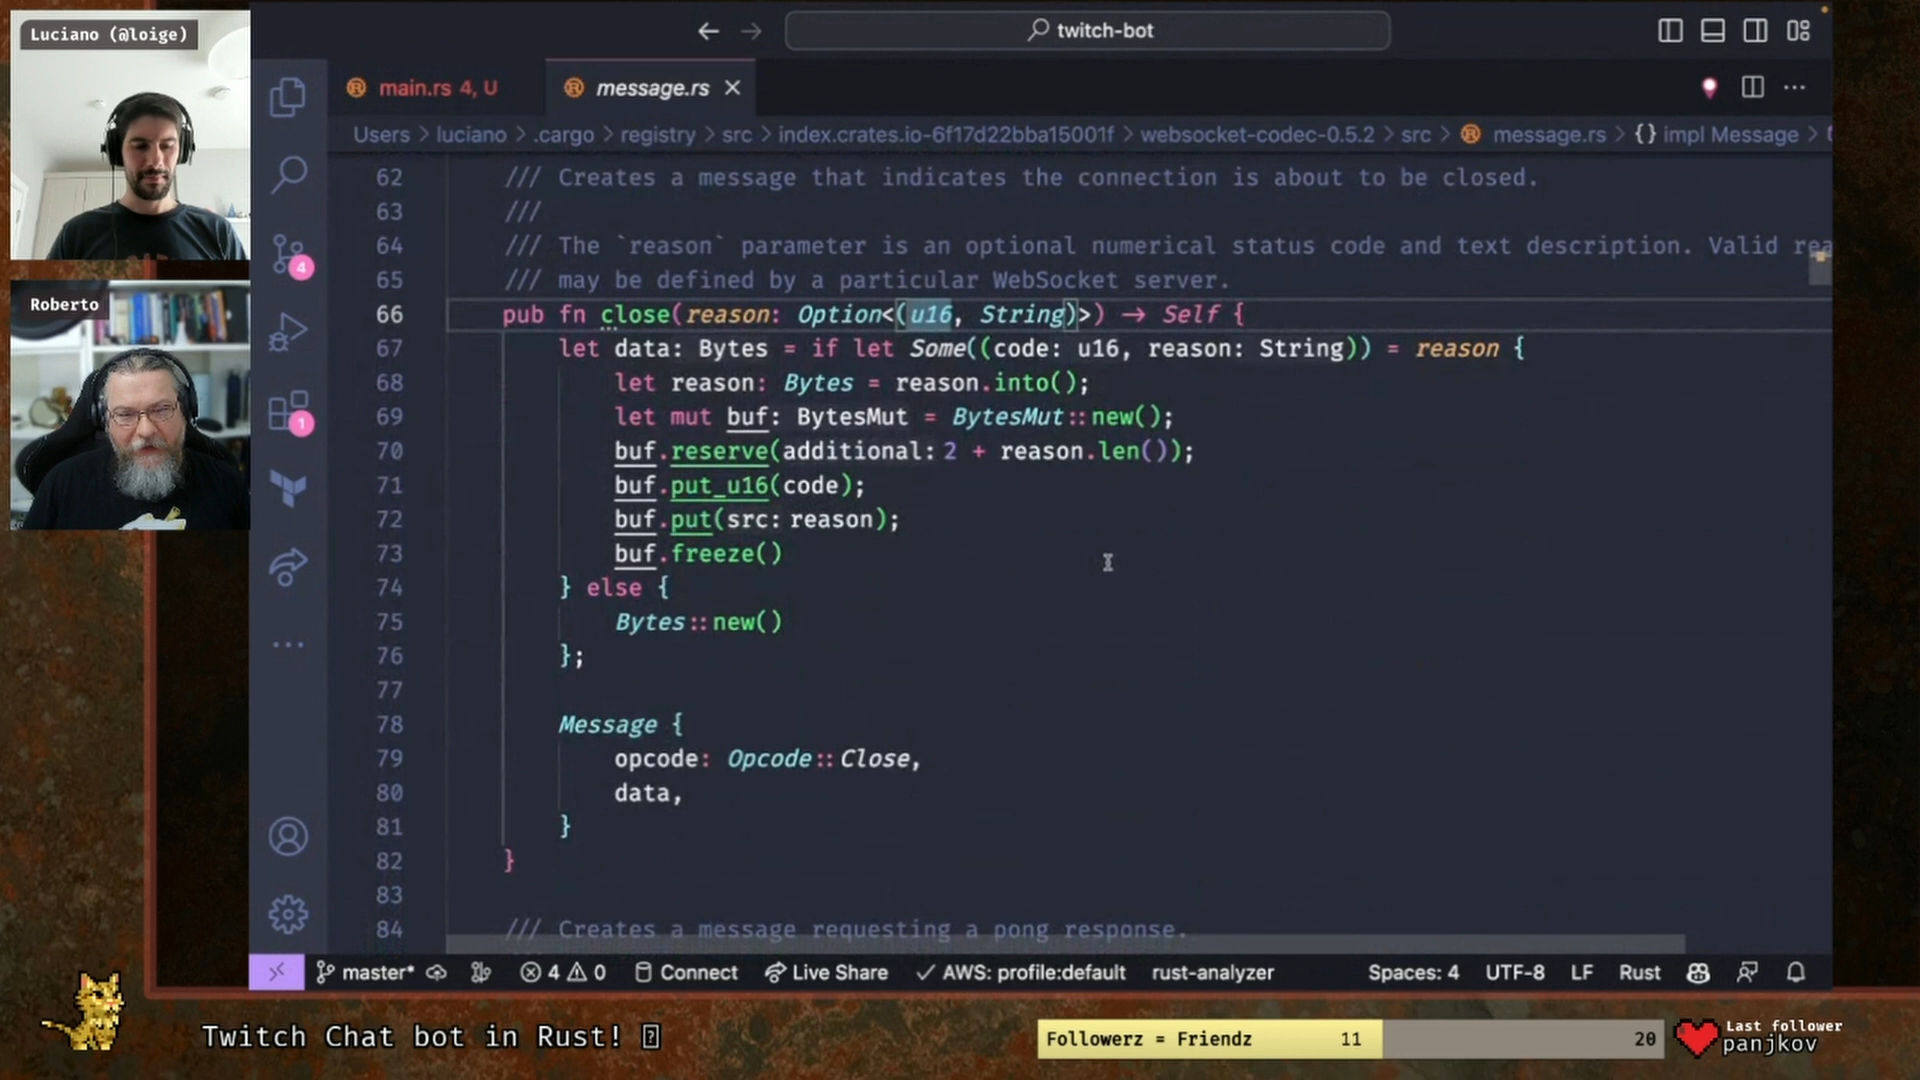 Luciano (@loige)
Roberto
twitch-bot
main.rs 4, U
message.rs
Users > luciano > .cargo > registry > src > index.crates.io-6f17d22bba15001f > websocket-codec-0.5.2 > src > message.rs > {} impl Message >
62 /// Creates a message that indicates the connection is about to be closed.
63 ///
64 /// The `reason` parameter is an optional numerical status code and text description. Valid rea
65 /// may be defined by a particular WebSocket server.
66 pub fn close(reason: Option<(u16, String)>) → Self {
67 let data: Bytes = if let Some((code: u16, reason: String)) = reason {
68 let reason: Bytes = reason.into();
69 let mut buf: BytesMut = BytesMut::new();
70 buf.reserve(additional: 2 + reason.len());
71 buf.put_u16(code);
72 buf.put(src: reason);
73 buf.freeze()
74 } else {
75 Bytes::new()
76 };
77
78 Message {
79 opcode: Opcode::Close,
80 data,
81 }
82 }
83
84 /// Creates a message requesting a pong response.
4
1
master* 4 0 Connect Live Share AWS: profile:default rust-analyzer Spaces: 4 UTF-8 LF Rust
Twitch Chat bot in Rust!
Followerz = Friendz 11 20
Last follower
panjkov